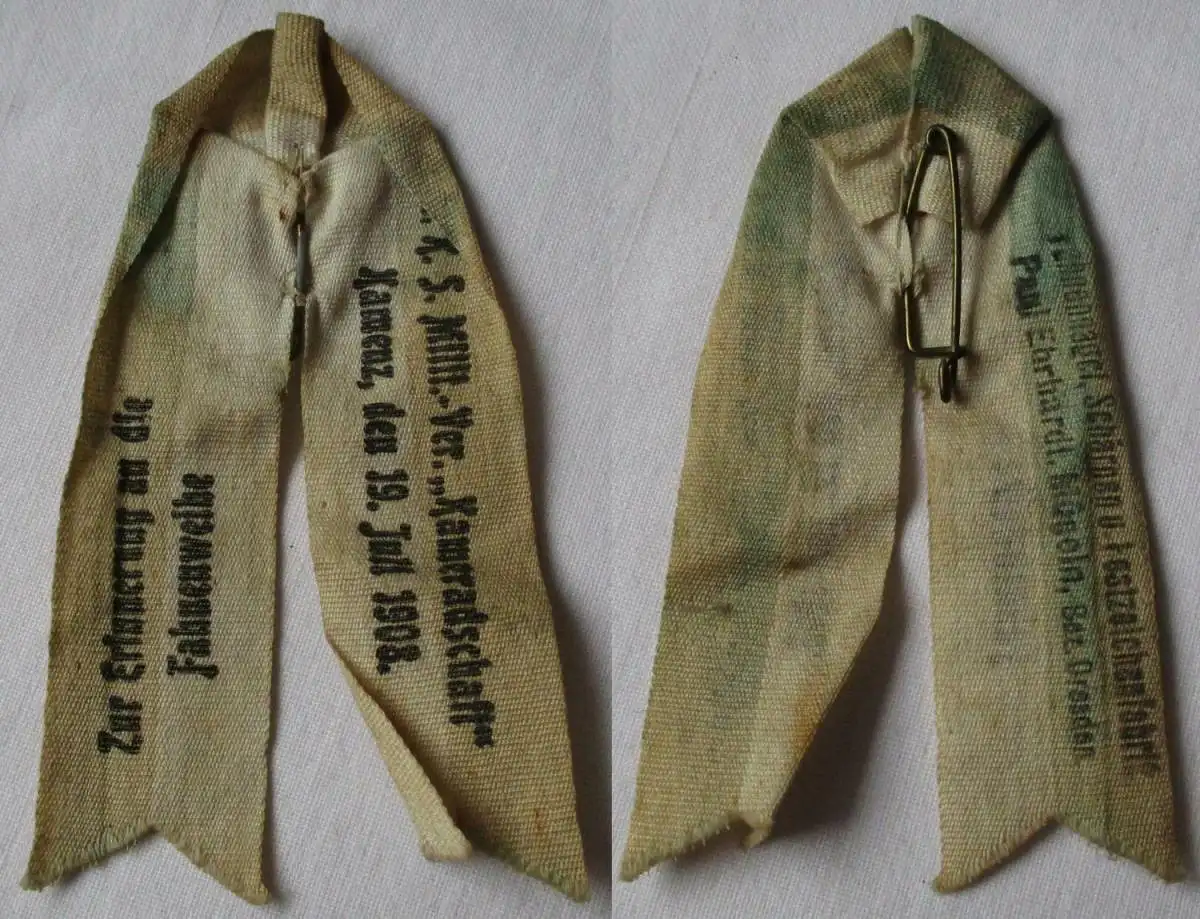 Zur Erinnerung an die
Fahnenweihe
K. S. Milit.-Ver. „Kameradschaft“
Kamenz, den 19. Juli 1908.
Schärpen u. Festzeichenfabrik
Paul Ehrhardt, Bez. Dresden